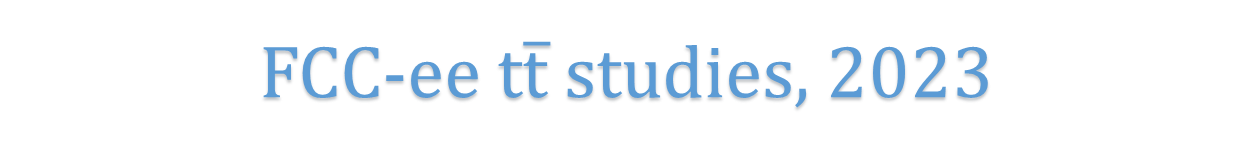 FCC-ee tt̅ studies, 2023